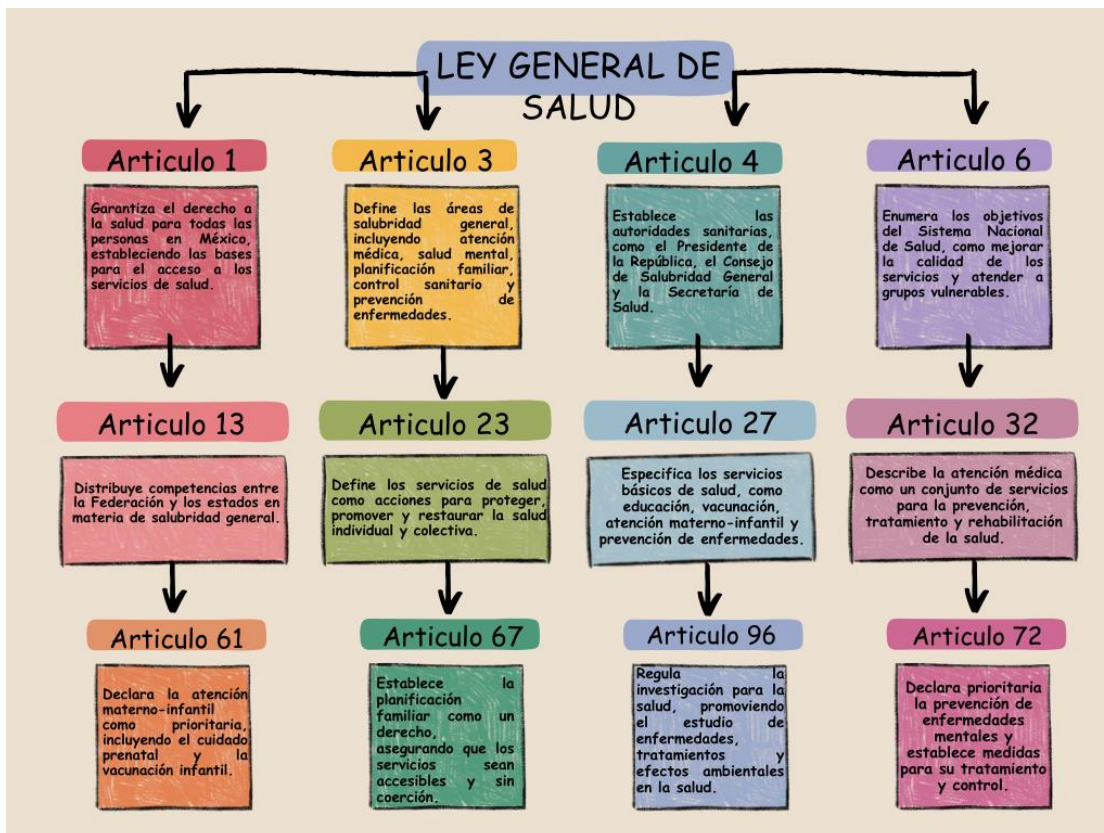 LEY GENERAL DE
SALUD
Articulo 1
Garantiza el derecho a
la salud para todas las
personas en México,
estableciendo las bases
para el acceso a los
servicios de salud.
Articulo 3
Define las áreas de
salubridad general,
incluyendo atención
médica, salud mental,
planificación familiar,
control sanitario y
prevención de
enfermedades.
Articulo 4
Establece las
autoridades sanitarias,
como el Presidente de
la República, el Consejo
de Salubridad General
y la Secretaría de
Salud.
Articulo 6
Enumera los objetivos
del Sistema Nacional
de Salud, como mejorar
la calidad de los
servicios y atender a
grupos vulnerables.
Articulo 13
Distribuye competencias entre
la Federación y los estados en
materia de salubridad general.
Articulo 23
Define los servicios de salud
como acciones para proteger,
promover y restaurar la salud
individual y colectiva.
Articulo 27
Especifica los servicios
básicos de salud, como
educación, vacunación,
atención materno-infantil y
prevención de enfermedades.
Articulo 32
Describe la atención médica
como un conjunto de servicios
para la prevención,
tratamiento y rehabilitación
de la salud.
Articulo 61
Declara la atención
materno-infantil
como prioritaria,
incluyendo el cuidado
prenatal y la
vacunación infantil.
Articulo 67
Establece la
planificación
familiar como un
derecho,
asegurando que los
servicios sean
accesibles y sin
coerción.
Articulo 96
Regula la
investigación para la
salud, promoviendo
el estudio de
enfermedades,
tratamientos y
efectos ambientales
en la salud.
Articulo 72
Declara prioritaria
la prevención de
enfermedades
mentales y
establece medidas
para su tratamiento
y control.